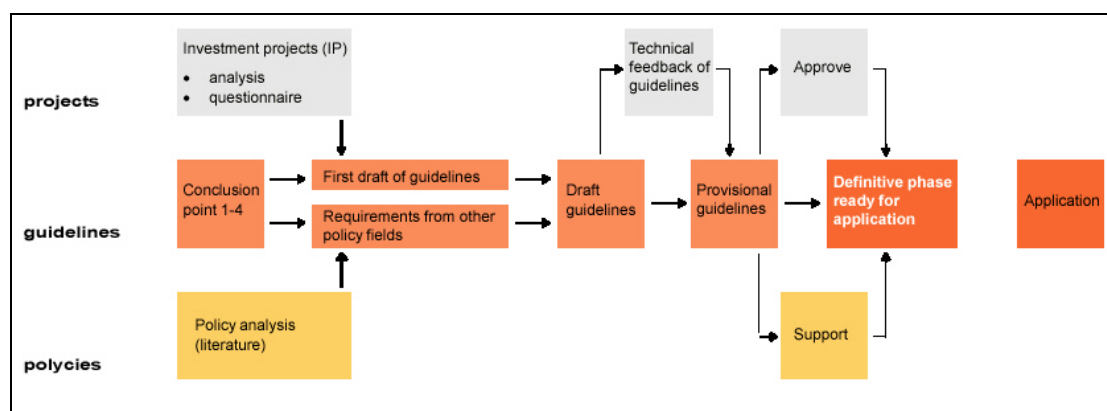 Investment projects (IP)
• analysis
• questionnaire
Technical
feedback of
guidelines
Approve
projects
Conclusion
point 1-4
First draft of guidelines
Requirements from other
policy fields
Draft
guidelines
Provisional
guidelines
Definitive phase
ready for
application
Application
guidelines
Policy analysis
(literature)
Support
polycies